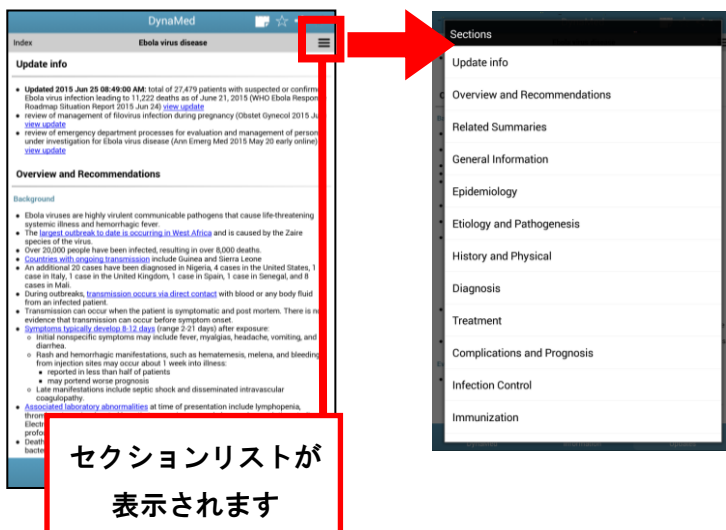 DynaMed
Index
Ebola virus disease
Update info
• Updated 2015 Jun 25 08:49:00 AM: total of 27,479 patients with suspected or confirme
Ebola virus infection leading to 11,222 deaths as of June 21, 2015 (WHO Ebola Respon
Roadmap Situation Report 2015 Jun 24) view update
• review of management of filovirus infection during pregnancy (Obstet Gynecol 2015 Ju
view update
• review of emergency department processes for evaluation and management of person
under investigation for Ebola virus disease (Ann Emerg Med 2015 May 20 early online)
view update
Overview and Recommendations
Background
• Ebola viruses are highly virulent communicable pathogens that cause life-threatening
systemic illness and hemorrhagic fever.
• The largest outbreak to date is occurring in West Africa and is caused by the Zaire
species of the virus.
• Over 20,000 people have been infected, resulting in over 8,000 deaths.
• Countries with ongoing transmission include Guinea and Sierra Leone
• An additional 20 cases have been diagnosed in Nigeria, 4 cases in the United States, 1
case in Italy, 1 case in the United Kingdom, 1 case in Spain, 1 case in Senegal, and 8
cases in Mali.
• During outbreaks, transmission occurs via direct contact with blood or any body fluid
from an infected patient.
• Transmission can occur when the patient is symptomatic and post mortem. There is no
evidence that transmission can occur before symptom onset.
• Symptoms typically develop 8-12 days (range 2-21 days) after exposure:
○ Initial nonspecific symptoms may include fever, myalgias, headache, vomiting, and
diarrhea.
○ Rash and hemorrhagic manifestations, such as hematemesis, melena, and bleeding
from injection sites may occur about 1 week into illness:
▪ reported in less than half of patients
▪ may portend worse prognosis
○ Late manifestations include septic shock and disseminated intravascular
coagulopathy.
• Associated laboratory abnormalities at time of presentation include lymphopenia,
throm
Electr
profo
• Death
bacte
セクションリストが
表示されます
Sections
Update info
Overview and Recommendations
Related Summaries
General Information
Epidemiology
Etiology and Pathogenesis
History and Physical
Diagnosis
Treatment
Complications and Prognosis
Infection Control
Immunization